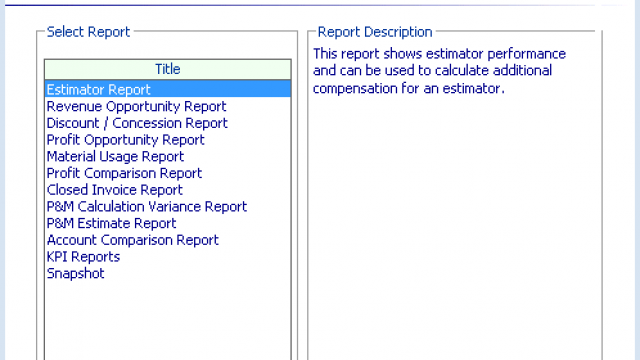 Select Report
Title
Estimator Report
Revenue Opportunity Report
Discount / Concession Report
Profit Opportunity Report
Material Usage Report
Profit Comparison Report
Closed Invoice Report
P&M Calculation Variance Report
P&M Estimate Report
Account Comparison Report
KPI Reports
Snapshot
Report Description
This report shows estimator performance
and can be used to calculate additional
compensation for an estimator.